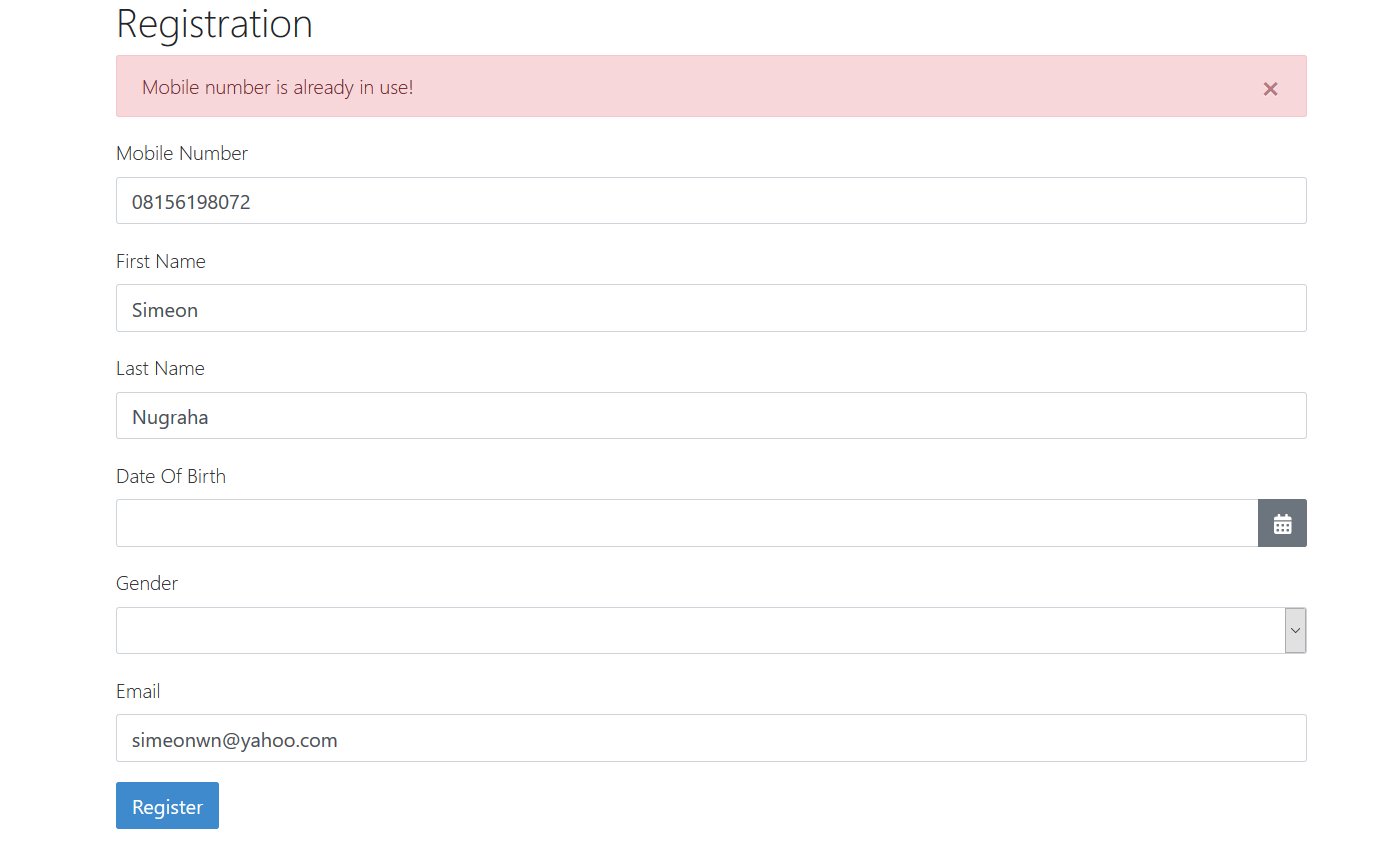 Registration
Mobile number is already in use!
×
Mobile Number
08156198072
First Name
Simeon
Last Name
Nugraha
Date Of Birth
Gender
Email
simeonwn@yahoo.com
Register